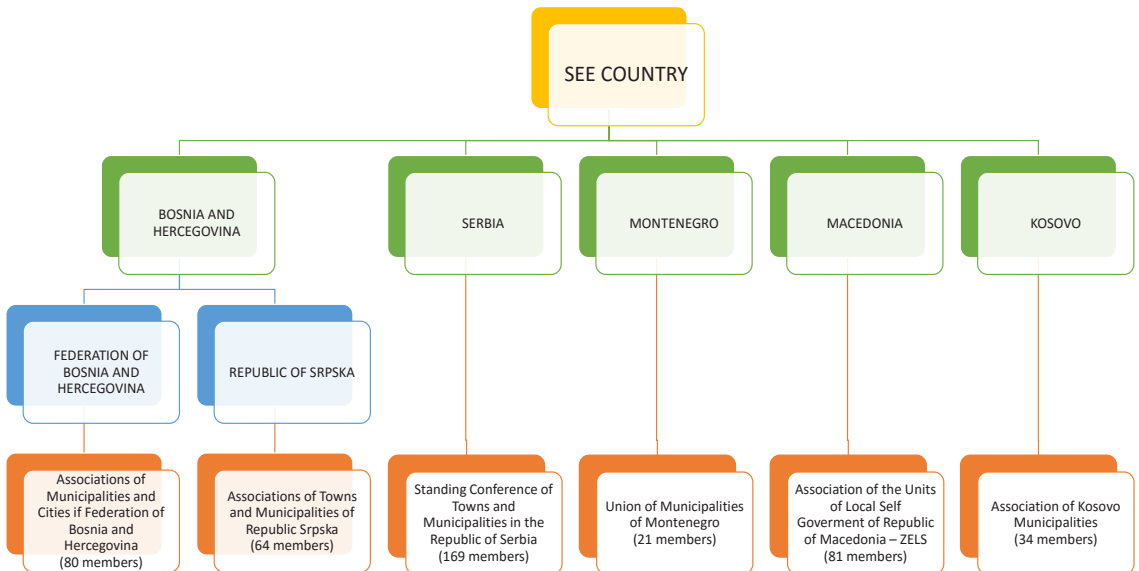 SEE COUNTRY
BOSNIA AND
HERCEGOVINA
SERBIA
MONTENEGRO
MACEDONIA
KOSOVO
FEDERATION OF
BOSNIA AND
HERCEGOVINA
REPUBLIC OF SRPSKA
Associations of
Municipalities and
Cities if Federation of
Bosnia and
Hercegovina
(80 members)
Associations of Towns
and Municipalities of
Republic Srpska
(64 members)
Standing Conference of
Towns and
Municipalities in the
Republic of Serbia
(169 members)
Union of Municipalities
of Montenegro
(21 members)
Association of the Units
of Local Self
Goverment of Republic
of Macedonia – ZELS
(81 members)
Association of Kosovo
Municipalities
(34 members)